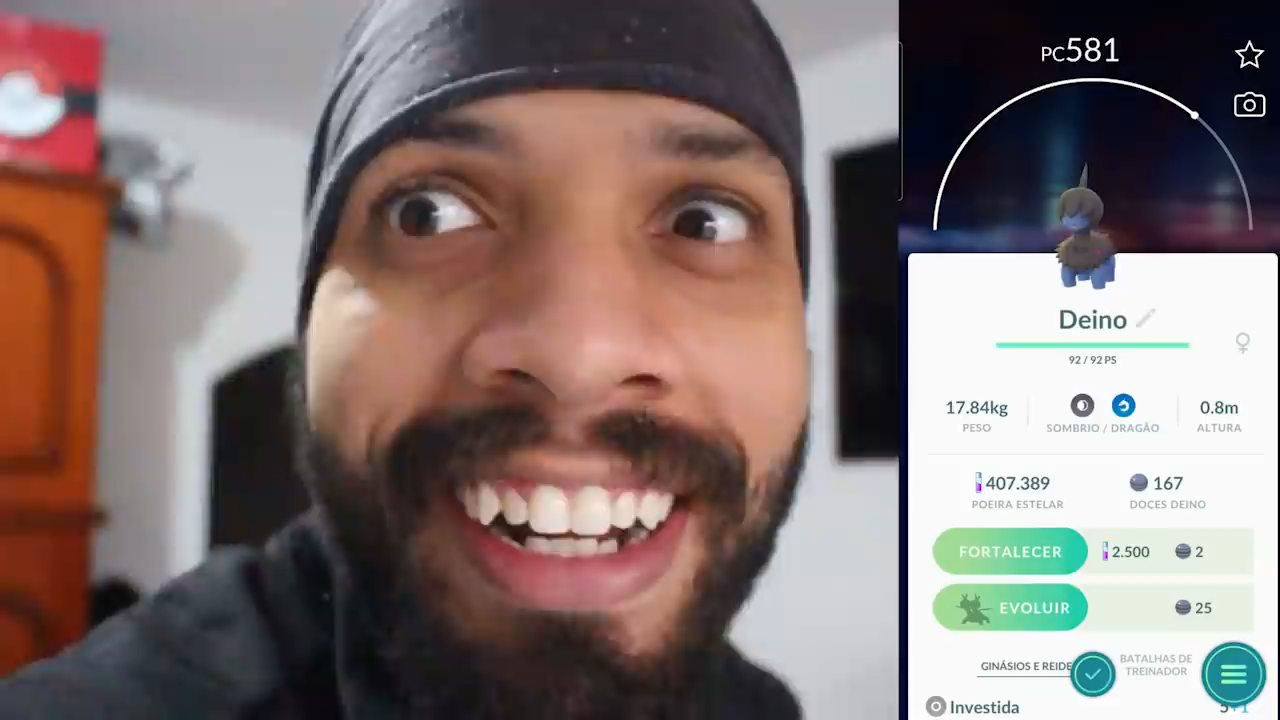 PC581
Deino
92 / 92 PS
17.84kg
PESO
SOMBRIO / DRAGÃO
0.8m
ALTURA
407.389
POEIRA ESTELAR
167
DOCES DEINO
FORTALECER
2.500
2
EVOLUIR
25
GINÁSIOS E REIDE
BATALHAS DE
TREINADOR
Investida